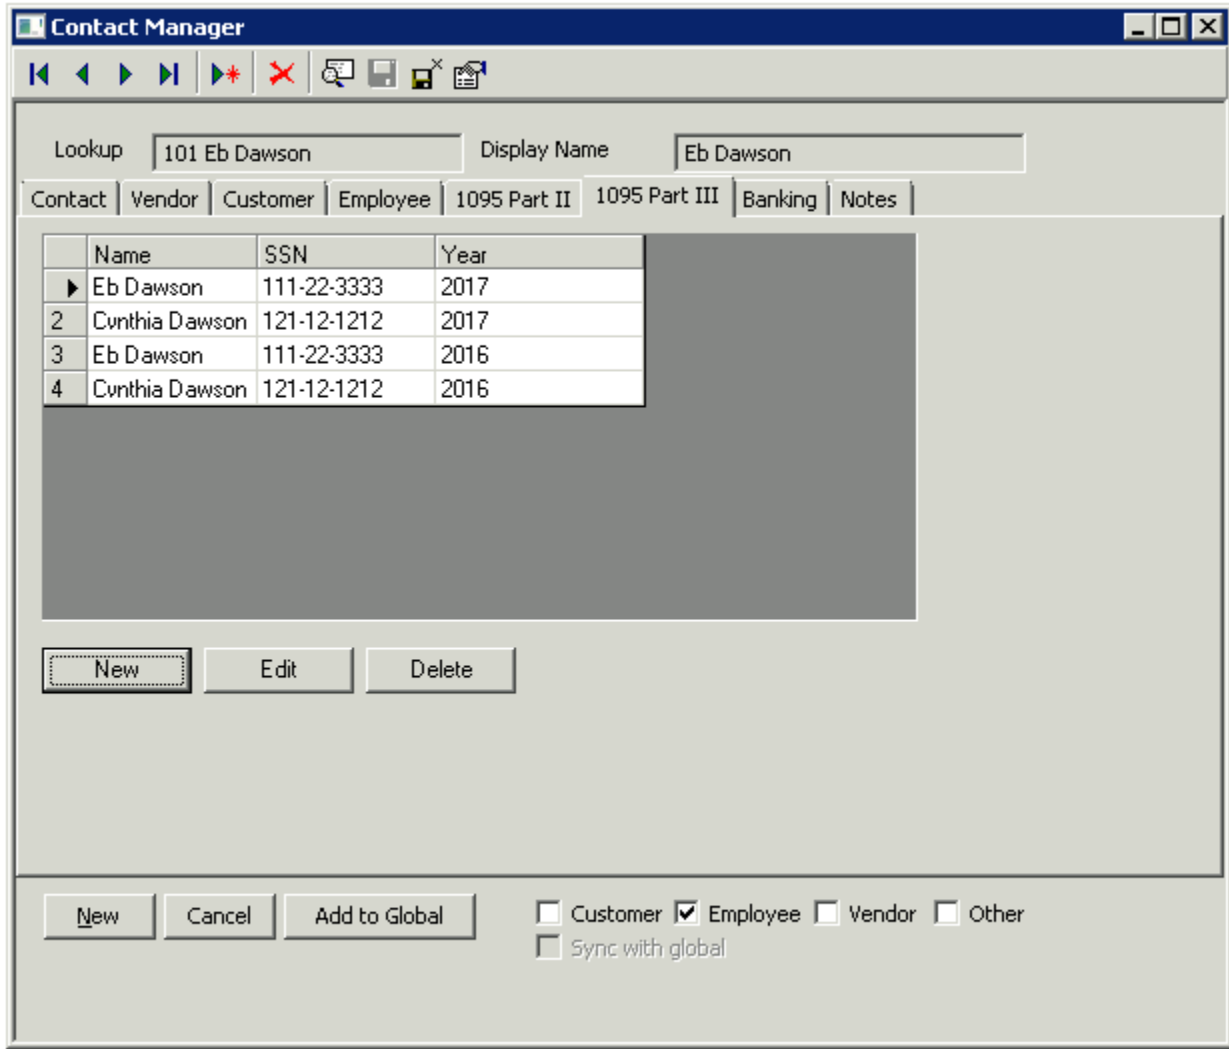 Contact Manager
Lookup 101 Eb Dawson Display Name Eb Dawson
Contact Vendor Customer Employee 1095 Part II 1095 Part III Banking Notes
Name SSN Year
Eb Dawson 111-22-3333 2017
2 Cynthia Dawson 121-12-1212 2017
3 Eb Dawson 111-22-3333 2016
4 Cynthia Dawson 121-12-1212 2016
New Edit Delete
New Cancel Add to Global Customer Employee Vendor Other
Sync with global